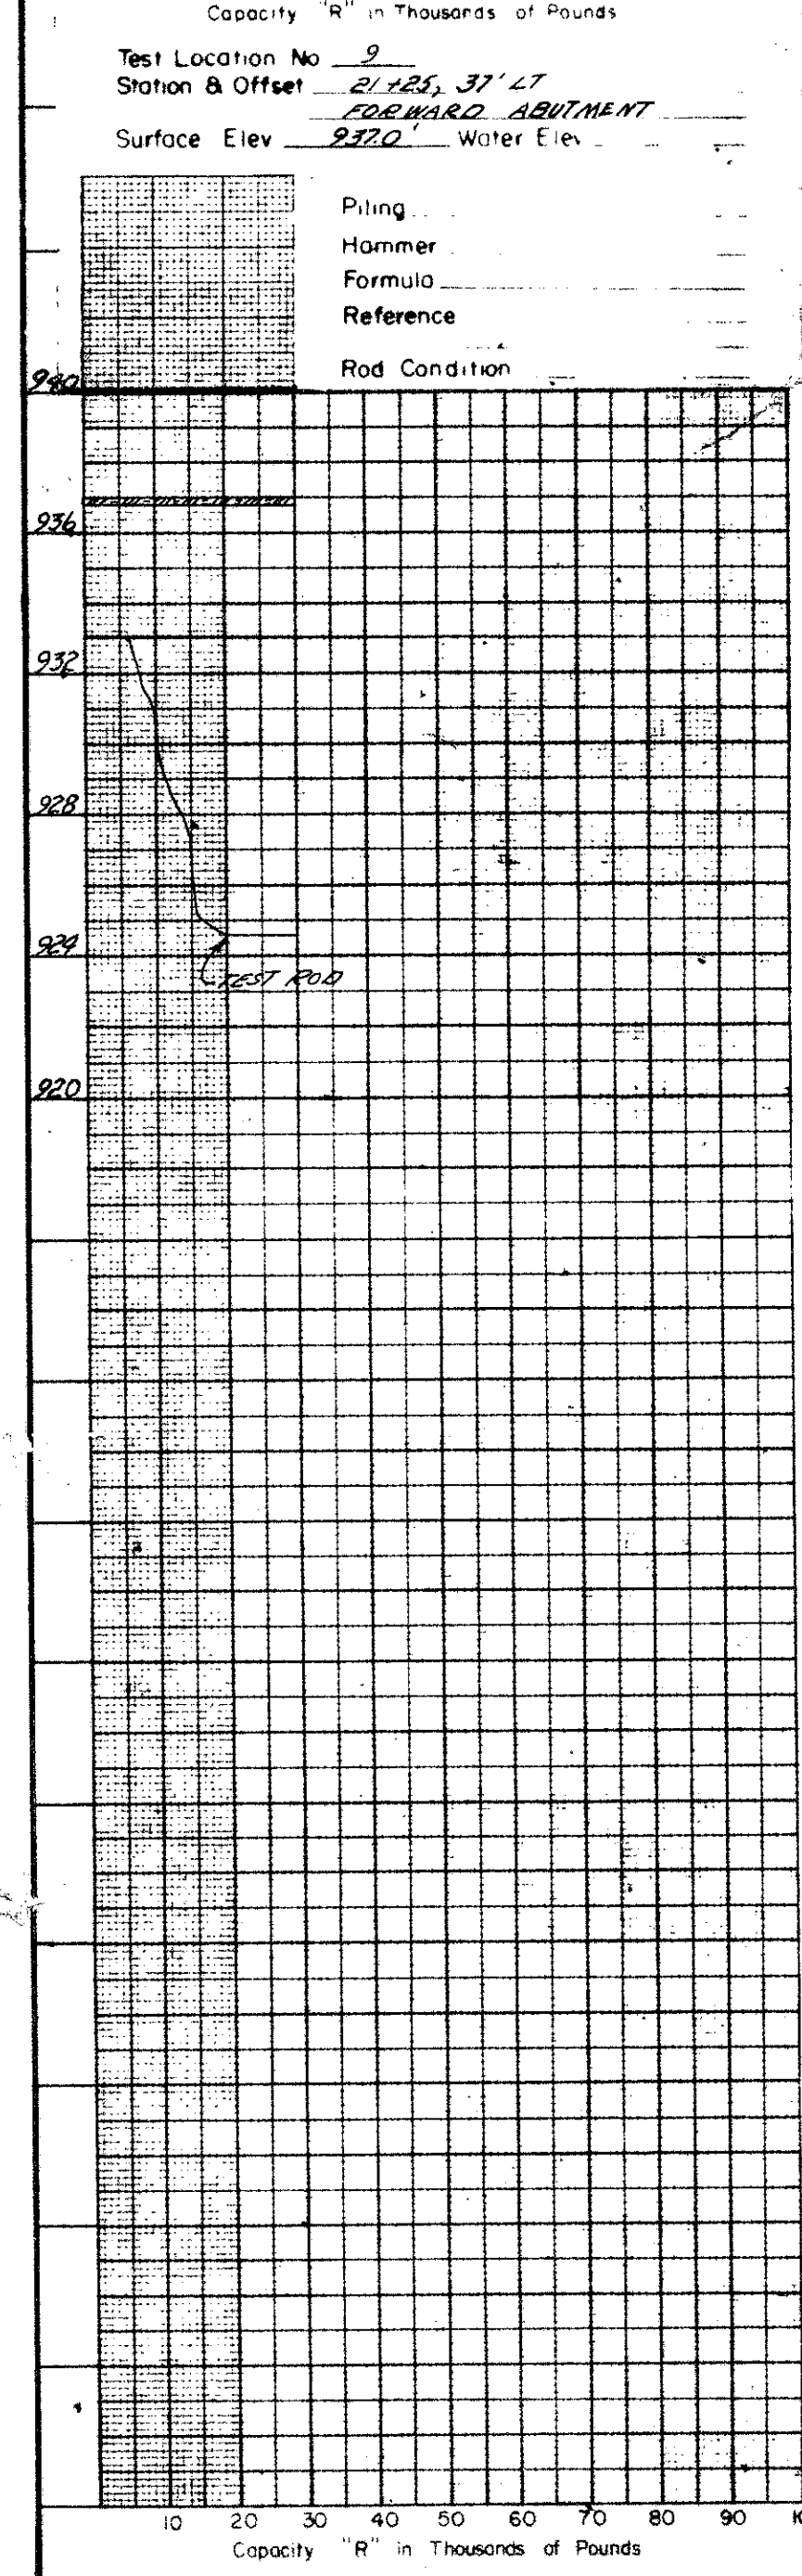 Capacity "R" in Thousands of Pounds
Test Location No 9
Station & Offset 21+25, 37' LT
FORWARD ABUTMENT
Surface Elev 937.0' Water Elev
Piling
Hammer
Formula
Reference
Rod Condition
940
936
932
928
924
TEST ROD
920
10 20 30 40 50 60 70 80 90
Capacity "R" in Thousands of Pounds